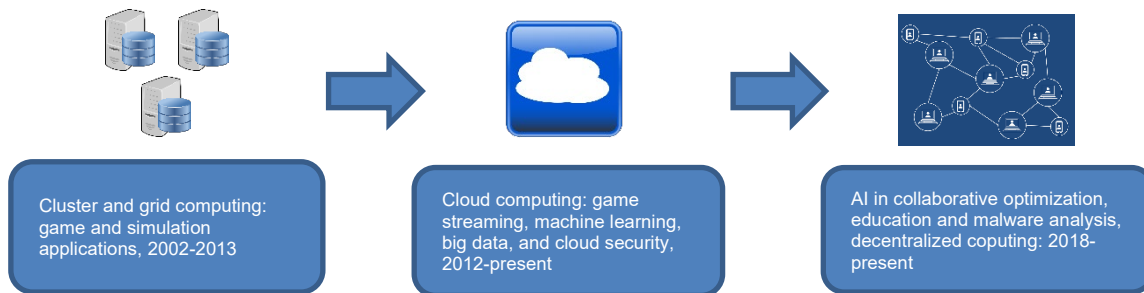 Cluster and grid computing:
game and simulation
applications, 2002-2013
Cloud computing: game
streaming, machine learning,
big data, and cloud security,
2012-present
AI in collaborative optimization,
education and malware analysis,
decentralized coputing: 2018-
present